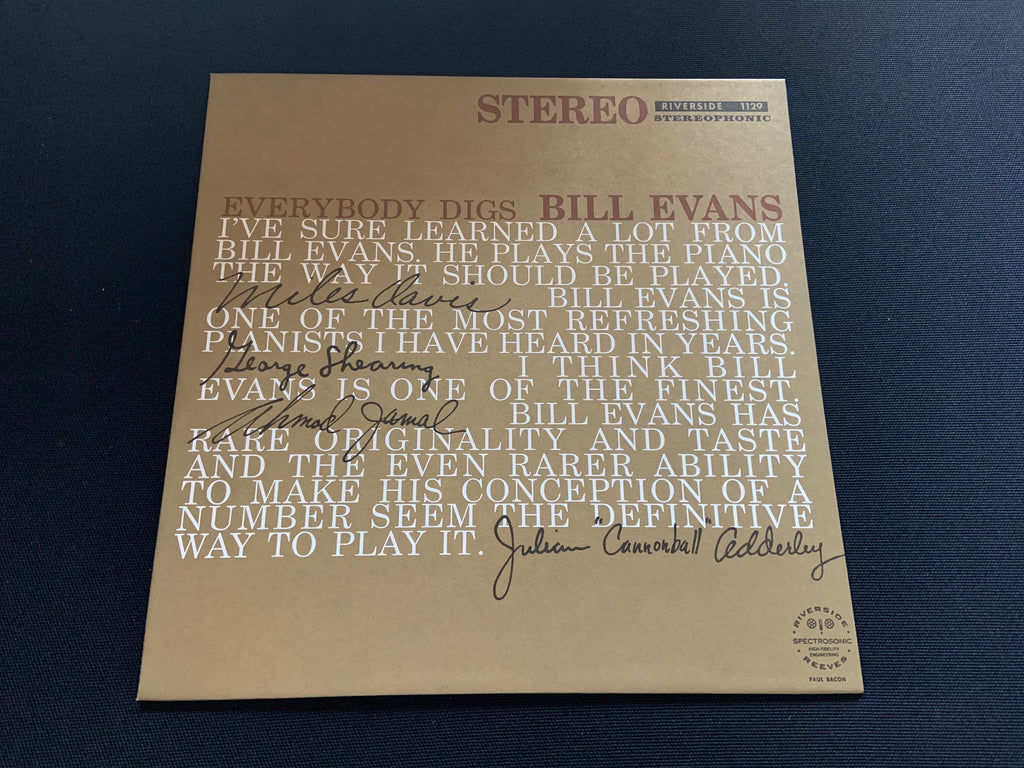 STEREO RIVERSIDE 1129
STEREOPHONIC
EVERYBODY DIGS BILL EVANS
I'VE SURE LEARNED A LOT FROM
BILL EVANS. HE PLAYS THE PIANO
THE WAY IT SHOULD BE PLAYED.
Miles Davis BILL EVANS IS
ONE OF THE MOST REFRESHING
PIANISTS I HAVE HEARD IN YEARS.
George Shearing I THINK BILL
EVANS IS ONE OF THE FINEST.
Ahmad Jamal BILL EVANS HAS
RARE ORIGINALITY AND TASTE
AND THE EVEN RARER ABILITY
TO MAKE HIS CONCEPTION OF A
NUMBER SEEM THE DEFINITIVE
WAY TO PLAY IT. Julian "Cannonball" Adderley
RIVERSIDE
SPECTROSONIC
HIGH-FIDELITY
ENGINEERING
REEVES
PAUL BACON